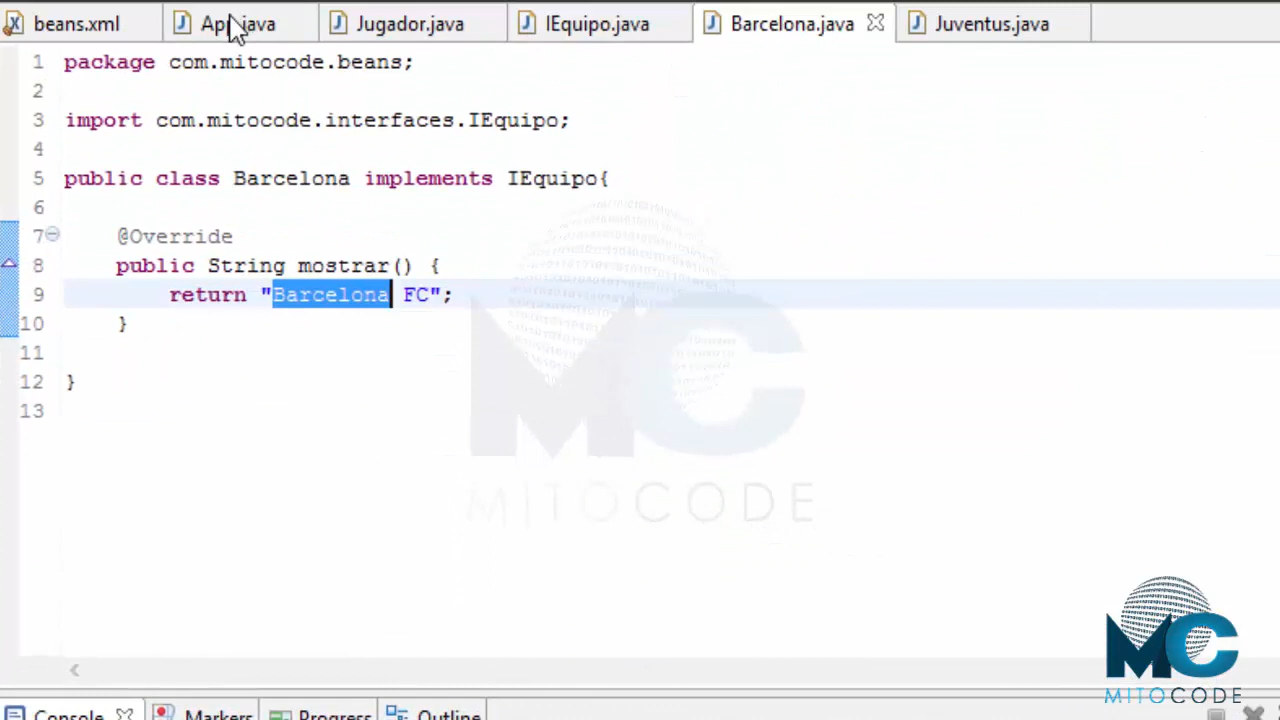 beans.xml App.java Jugador.java IEquipo.java Barcelona.java Juventus.java
1 package com.mitocode.beans;
2
3 import com.mitocode.interfaces.IEquipo;
4
5 public class Barcelona implements IEquipo{
6
7 @Override
8 public String mostrar() {
9 return "Barcelona FC";
10 }
11
12 }
13
MC
MITOCODE
MC
MITOCODE
Console Markers Progress Outline